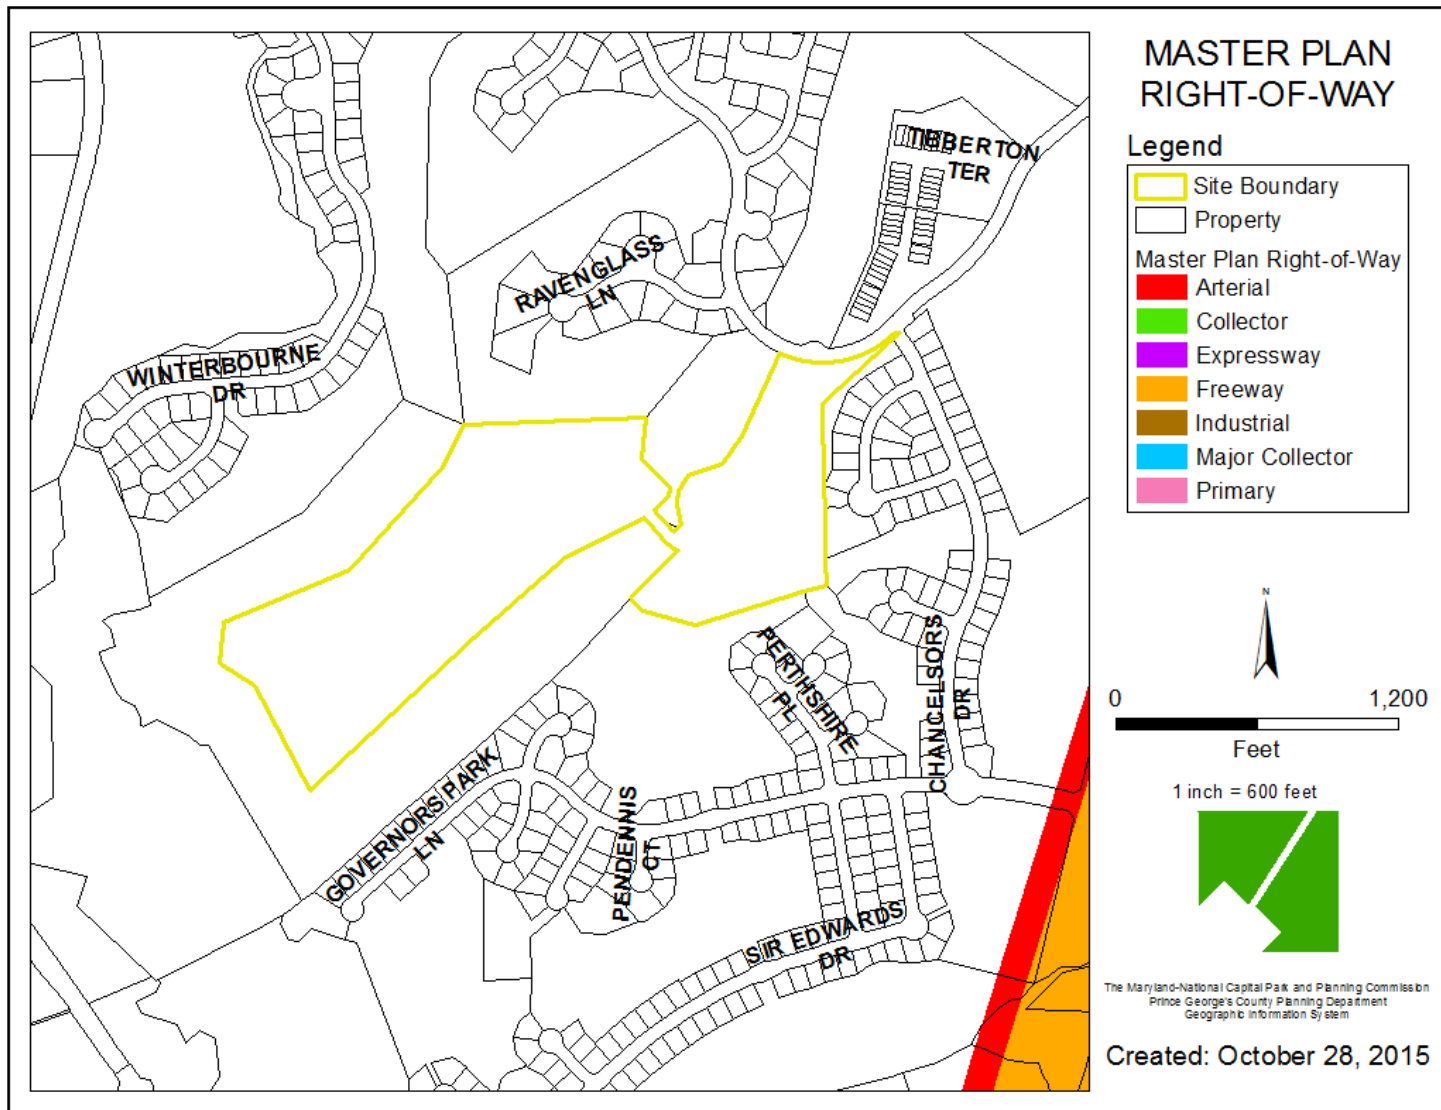 MASTER PLAN
RIGHT-OF-WAY
Legend
Site Boundary
Property
Master Plan Right-of-Way
Arterial
Collector
Expressway
Freeway
Industrial
Major Collector
Primary
TIBBERTON
TER
RAVENGLASS
LN
WINTERBOURNE
DR
PERTHSHIRE
PL
CHANCELSORS
DR
GOVERNORS PARK
LN
PENDENNIS
CT
SIR EDWARDS
DR
N
0 1,200
Feet
1 inch = 600 feet
The Maryland-National Capital Park and Planning Commission
Prince George's County Planning Department
Geographic Information System
Created: October 28, 2015